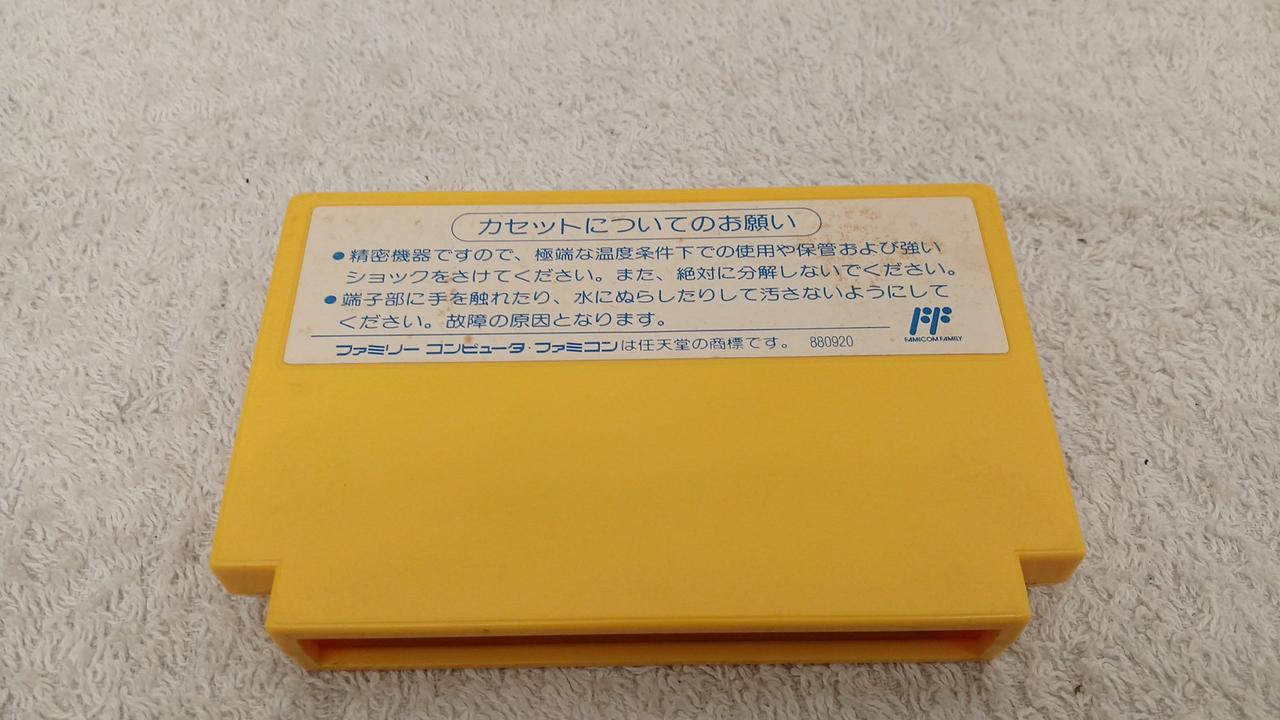 カセットについてのお願い
●精密機器ですので、極端な温度条件下での使用や保管および強い
ショックをさけてください。また、絶対に分解しないでください。
●端子部に手を触れたり、水にぬらしたりして汚さないようにして
ください。故障の原因となります。
FAMICOM FAMILY
ファミリー コンピュータ・ファミコンは任天堂の商標です。 880920